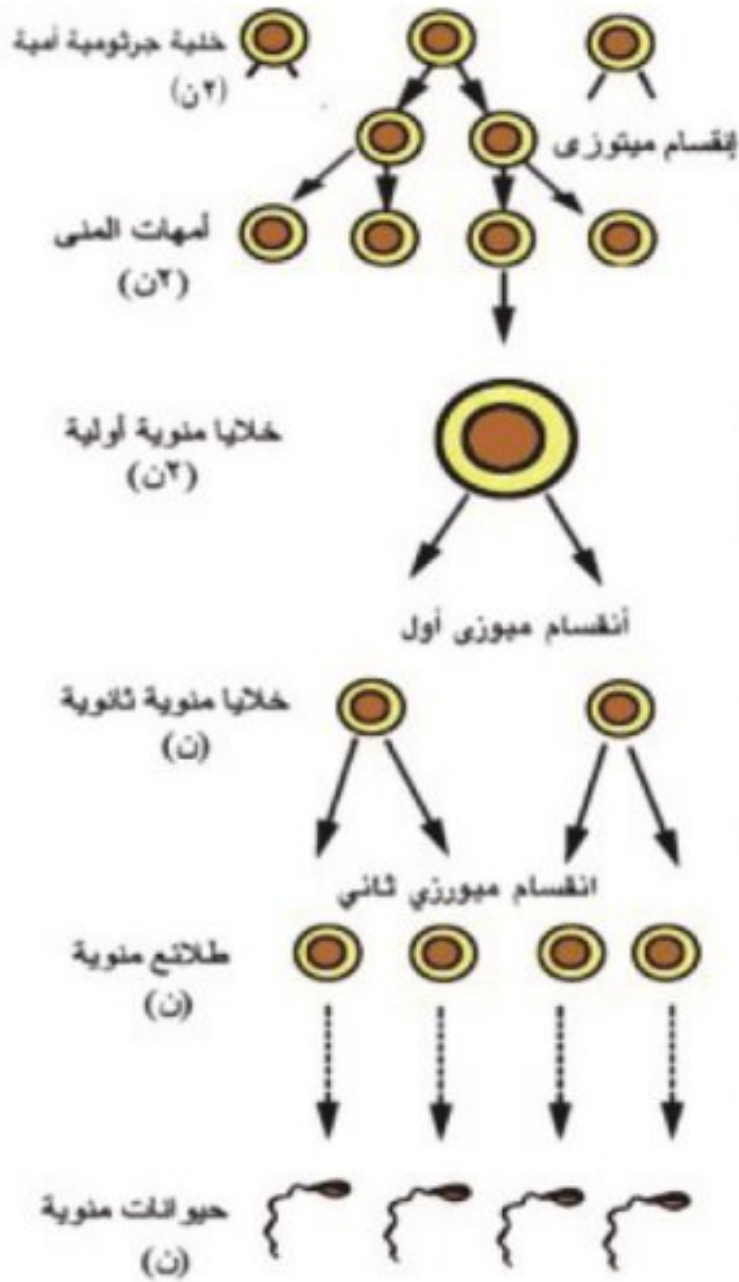 خلية جرثومية أمية
(٢ن)
إنقسام ميتوزى
أمهات المنى
(٢ن)
خلايا منوية أولية
(٢ن)
أنقسام ميوزى أول
خلايا منوية ثانوية
(ن)
انقسام ميورزي ثاني
طلائع منوية
(ن)
حيوانات منوية
(ن)